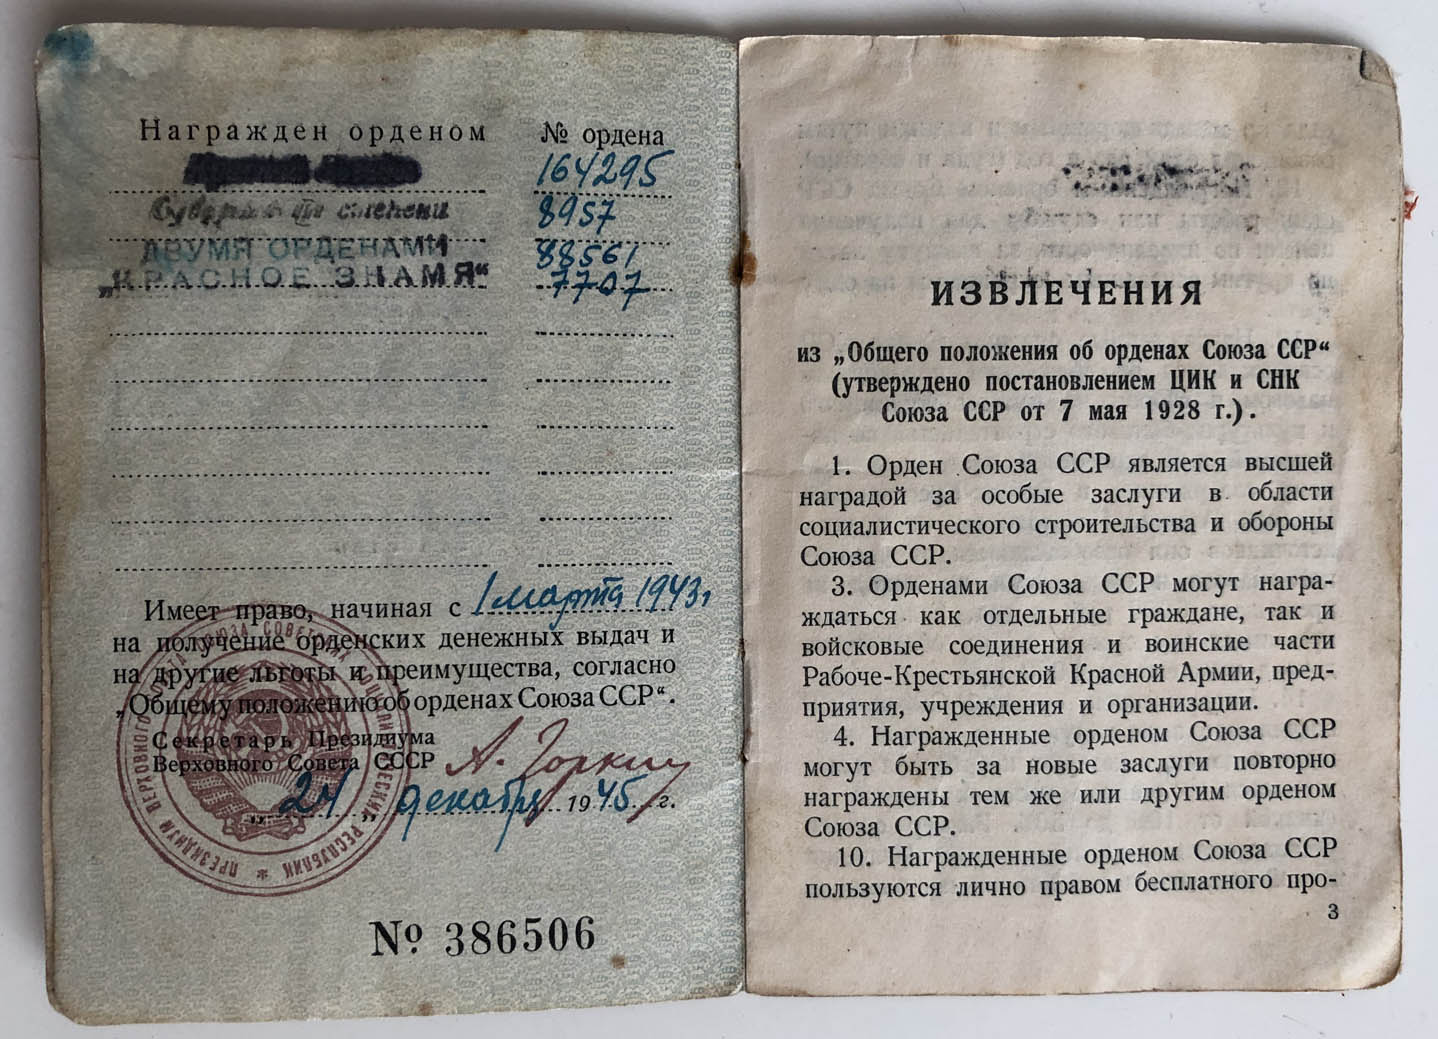 Награжден орденом № ордена
164295
степени 8957
ДВУМЯ ОРДЕНАМИ 88561
„КРАСНОЕ ЗНАМЯ“ 7707
Имеет право, начиная с 1 марта 1943 г.
на получение орденских денежных выдач и
на другие льготы и преимущества, согласно
„Общему положению об орденах Союза ССР“.
Секретарь Президиума
Верховного Совета СССР А. Горкин
„24„ декабря 1945 г.
ПРЕЗИДИУМ ВЕРХОВНОГО СОВЕТА СОЮЗА СОВЕТСКИХ СОЦИАЛИСТИЧЕСКИХ РЕСПУБЛИК
№ 386506
ИЗВЛЕЧЕНИЯ
из „Общего положения об орденах Союза ССР“
(утверждено постановлением ЦИК и СНК
Союза ССР от 7 мая 1928 г.).
1. Орден Союза ССР является высшей
наградой за особые заслуги в области
социалистического строительства и обороны
Союза ССР.
3. Орденами Союза ССР могут награ-
ждаться как отдельные граждане, так и
войсковые соединения и воинские части
Рабоче-Крестьянской Красной Армии, пред-
приятия, учреждения и организации.
4. Награжденные орденом Союза ССР
могут быть за новые заслуги повторно
награждены тем же или другим орденом
Союза ССР.
10. Награжденные орденом Союза ССР
пользуются лично правом бесплатного про-
3